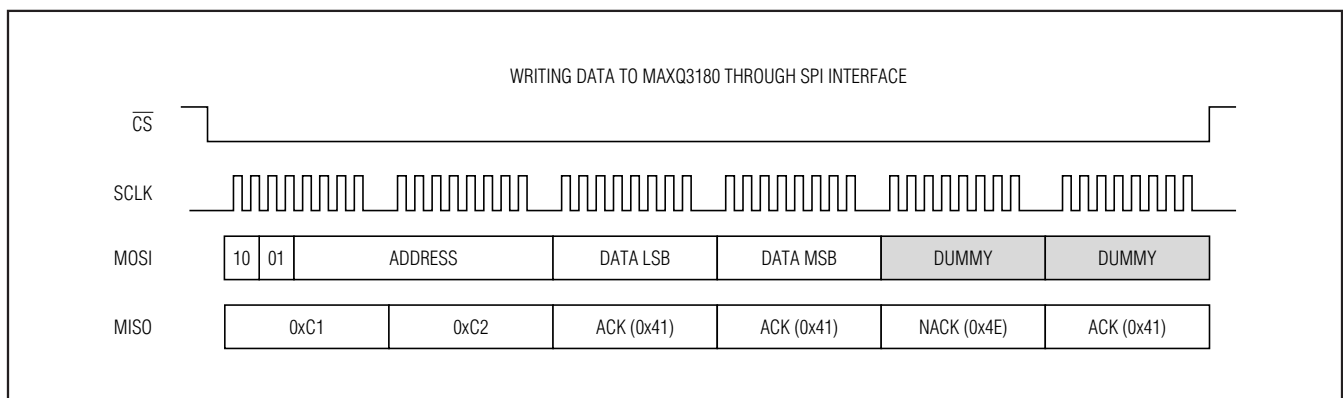 WRITING DATA TO MAXQ3180 THROUGH SPI INTERFACE
CS
SCLK
MOSI 10 01 ADDRESS DATA LSB DATA MSB DUMMY DUMMY
MISO 0xC1 0xC2 ACK (0x41) ACK (0x41) NACK (0x4E) ACK (0x41)